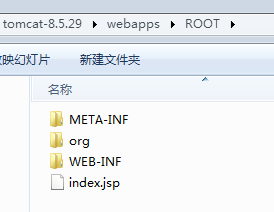 tomcat-8.5.29 ▸ webapps ▸ ROOT ▸
放幻灯片 新建文件夹
名称
META-INF
org
WEB-INF
index.jsp